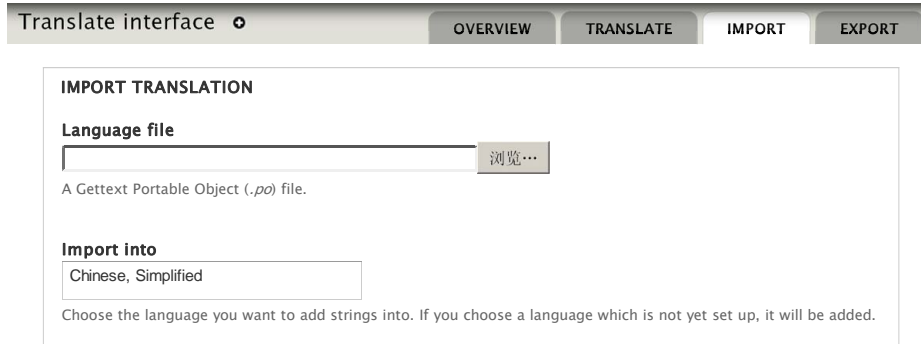 Translate interface
OVERVIEW TRANSLATE IMPORT EXPORT
IMPORT TRANSLATION
Language file
浏览…
A Gettext Portable Object (.po) file.
Import into
Chinese, Simplified
Choose the language you want to add strings into. If you choose a language which is not yet set up, it will be added.